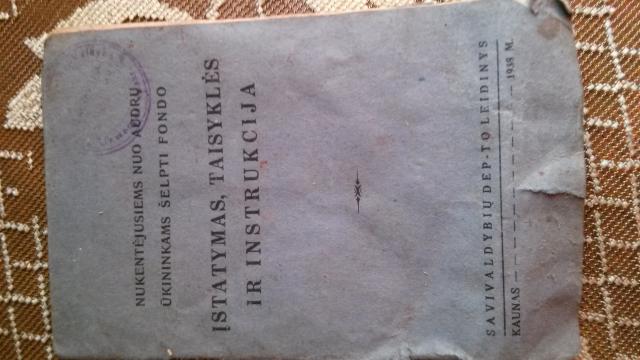 NUKENTĖJUSIEMS NUO AUDRŲ
ŪKININKAMS ŠELPTI FONDO
ĮSTATYMAS, TAISYKLĖS
IR INSTRUKCIJA
SAVIVALDYBIŲ DEP-TO LEIDINYS
KAUNAS — — — — — — — — — 1938 M.